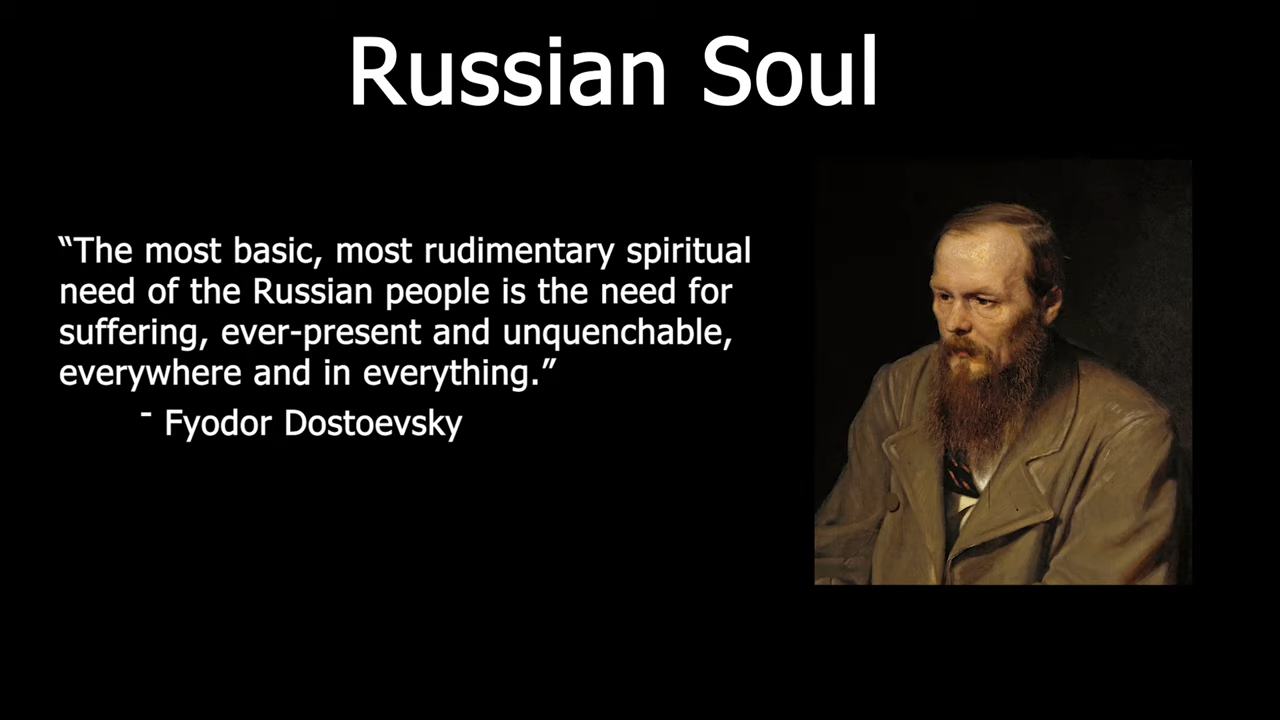 Russian Soul
“The most basic, most rudimentary spiritual
need of the Russian people is the need for
suffering, ever-present and unquenchable,
everywhere and in everything.”
- Fyodor Dostoevsky